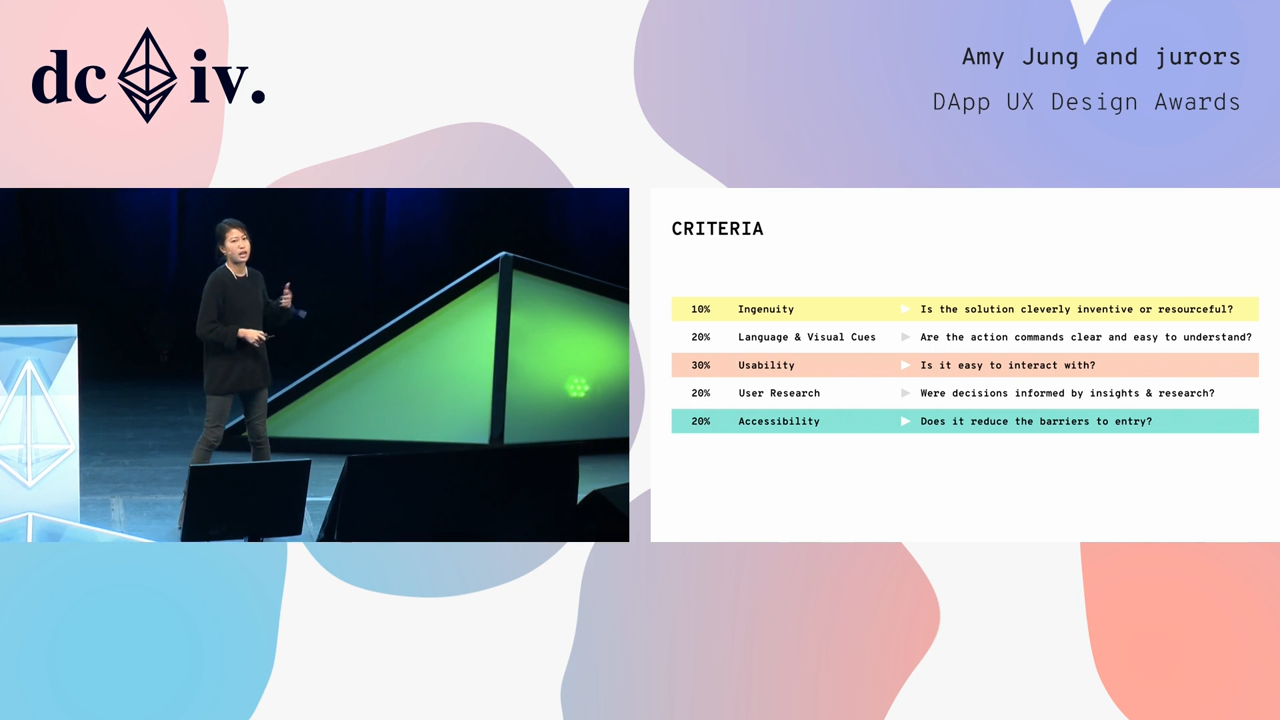 dc iv.
Amy Jung and jurors
DApp UX Design Awards
CRITERIA
10% Ingenuity Is the solution cleverly inventive or resourceful?
20% Language & Visual Cues Are the action commands clear and easy to understand?
30% Usability Is it easy to interact with?
20% User Research Were decisions informed by insights & research?
20% Accessibility Does it reduce the barriers to entry?